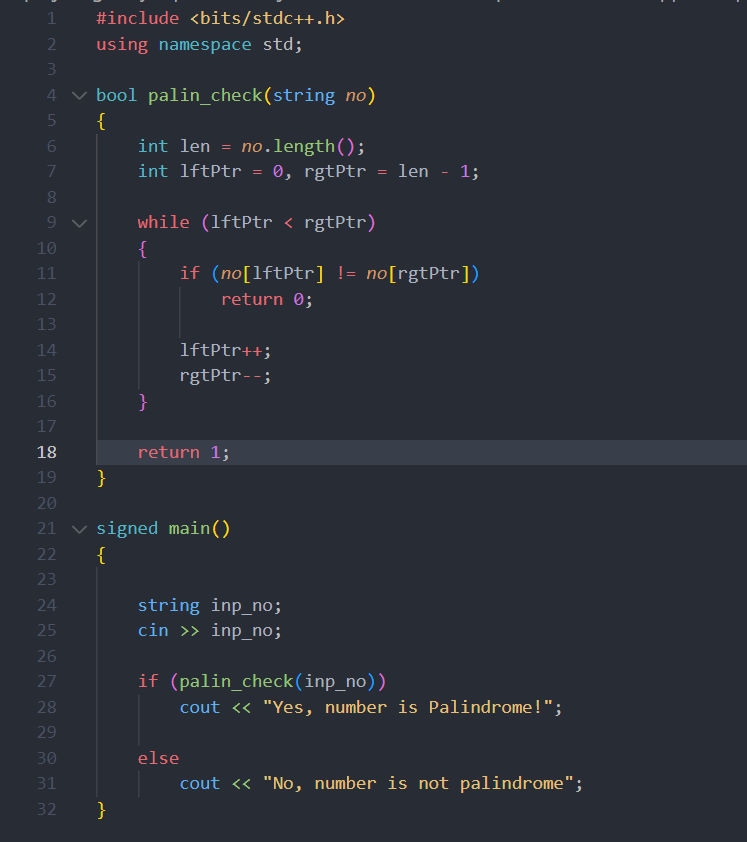 1 #include <bits/stdc++.h>
2 using namespace std;
3
4 bool palin_check(string no)
5 {
6     int len = no.length();
7     int lftPtr = 0, rgtPtr = len - 1;
8
9     while (lftPtr < rgtPtr)
10     {
11         if (no[lftPtr] != no[rgtPtr])
12             return 0;
13
14         lftPtr++;
15         rgtPtr--;
16     }
17
18     return 1;
19 }
20
21 signed main()
22 {
23
24     string inp_no;
25     cin >> inp_no;
26
27     if (palin_check(inp_no))
28         cout << "Yes, number is Palindrome!";
29
30     else
31         cout << "No, number is not palindrome";
32 }